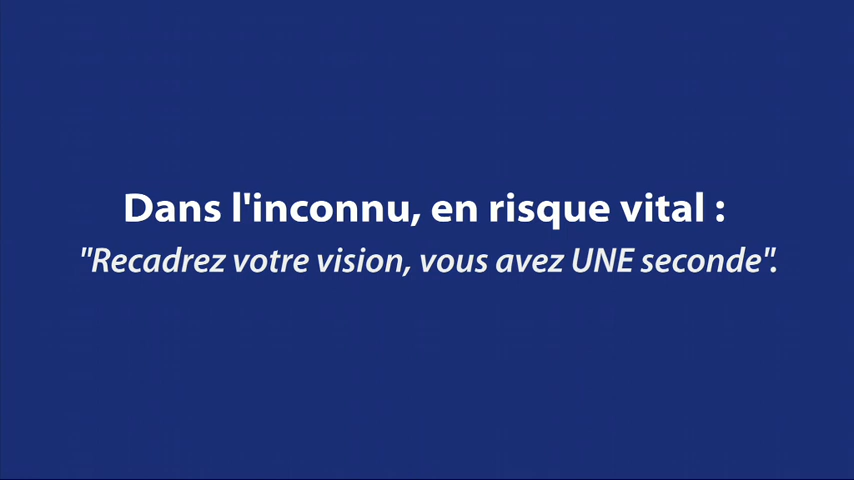 Dans l'inconnu, en risque vital :
"Recadrez votre vision, vous avez UNE seconde".